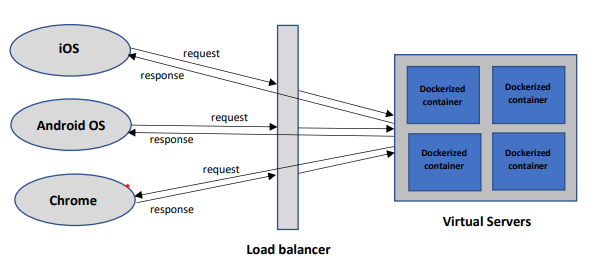 iOS
request
response
Android OS
request
response
Chrome
request
response
Load balancer
Dockerized
container
Dockerized
container
Dockerized
container
Dockerized
container
Virtual Servers